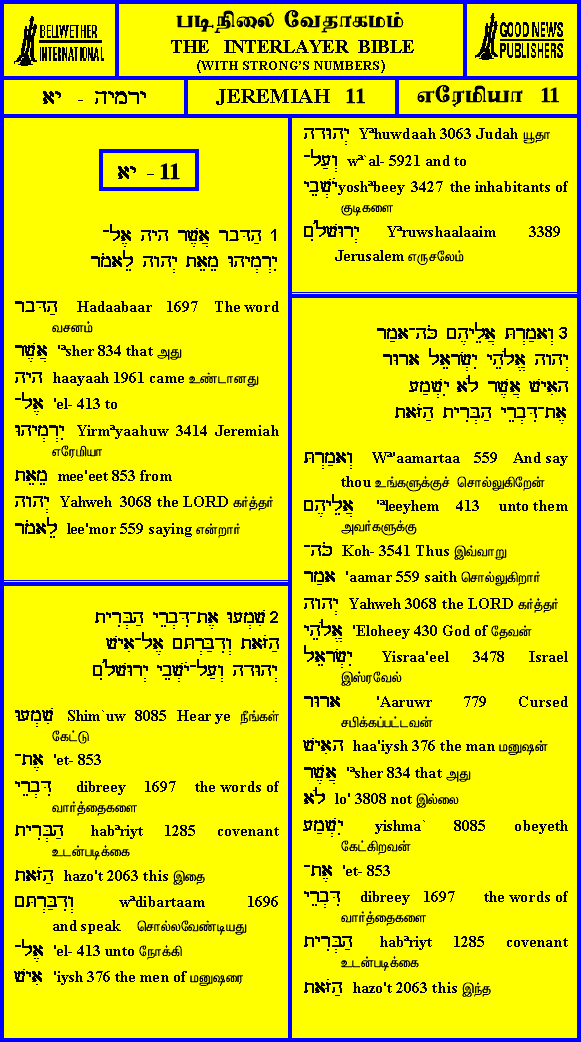 BELLWETHER
INTERNATIONAL
படிநிலை வேதாகமம்
THE INTERLAYER BIBLE
(WITH STRONG'S NUMBERS)
GOOD NEWS
PUBLISHERS
ירמיה - יא
JEREMIAH 11
எரேமியா 11
יא - 11
1 הַדָּבָר אֲשֶׁר הָיָה אֶל־
יִרְמְיָהוּ מֵאֵת יְהוָה לֵאמֹר
הַדָּבָר Hadaabaar 1697 The word
வசனம்
אֲשֶׁר 'ªsher 834 that அது
הָיָה haayaah 1961 came உண்டானது
אֶל־ 'el- 413 to
יִרְמְיָהוּ Yirmªyaahuw 3414 Jeremiah
எரேமியா
מֵאֵת mee'eet 853 from
יְהוָה Yahweh 3068 the LORD கர்த்தர்
לֵאמֹר lee'mor 559 saying என்றார்
2 שִׁמְעוּ אֶת־דִּבְרֵי הַבְּרִית
הַזֹּאת וְדִבַּרְתָּם אֶל־אִישׁ
יְהוּדָה וְעַל־יֹשְׁבֵי יְרוּשָׁלִָם
שִׁמְעוּ Shim`uw 8085 Hear ye நீங்கள்
கேட்டு
אֶת־ 'et- 853
דִּבְרֵי dibreey 1697 the words of
வார்த்தைகளை
הַבְּרִית habªriyt 1285 covenant
உடன்படிக்கை
הַזֹּאת hazo't 2063 this இதை
וְדִבַּרְתָּם wªdibartaam 1696
and speak சொல்லவேண்டியது
אֶל־ 'el- 413 unto நோக்கி
אִישׁ 'iysh 376 the men of மனுஷரை
יְהוּדָה Yªhuwdaah 3063 Judah யூதா
וְעַל־ wª`al- 5921 and to
יֹשְׁבֵי yoshªbeey 3427 the inhabitants of
குடிகளை
יְרוּשָׁלִָם Yªruwshaalaaim 3389
Jerusalem எருசலேம்
3 וְאָמַרְתָּ אֲלֵיהֶם כֹּה־אָמַר
יְהוָה אֱלֹהֵי יִשְׂרָאֵל אָרוּר
הָאִישׁ אֲשֶׁר לֹא יִשְׁמַע
אֶת־דִּבְרֵי הַבְּרִית הַזֹּאת
וְאָמַרְתָּ Wª'aamartaa 559 And say
thou உங்களுக்குச் சொல்லுகிறேன்
אֲלֵיהֶם 'ªleeyhem 413 unto them
அவர்களுக்கு
כֹּה־ Koh- 3541 Thus இவ்வாறு
אָמַר 'aamar 559 saith சொல்லுகிறார்
יְהוָה Yahweh 3068 the LORD கர்த்தர்
אֱלֹהֵי 'Eloheey 430 God of தேவன்
יִשְׂרָאֵל Yisraa'eel 3478 Israel
இஸ்ரவேல்
אָרוּר 'Aaruwr 779 Cursed
சபிக்கப்பட்டவன்
הָאִישׁ haa'iysh 376 the man மனுஷன்
אֲשֶׁר 'ªsher 834 that அது
לֹא lo' 3808 not இல்லை
יִשְׁמַע yishma` 8085 obeyeth
கேட்கிறவன்
אֶת־ 'et- 853
דִּבְרֵי dibreey 1697 the words of
வார்த்தைகளை
הַבְּרִית habªriyt 1285 covenant
உடன்படிக்கை
הַזֹּאת hazo't 2063 this இந்த